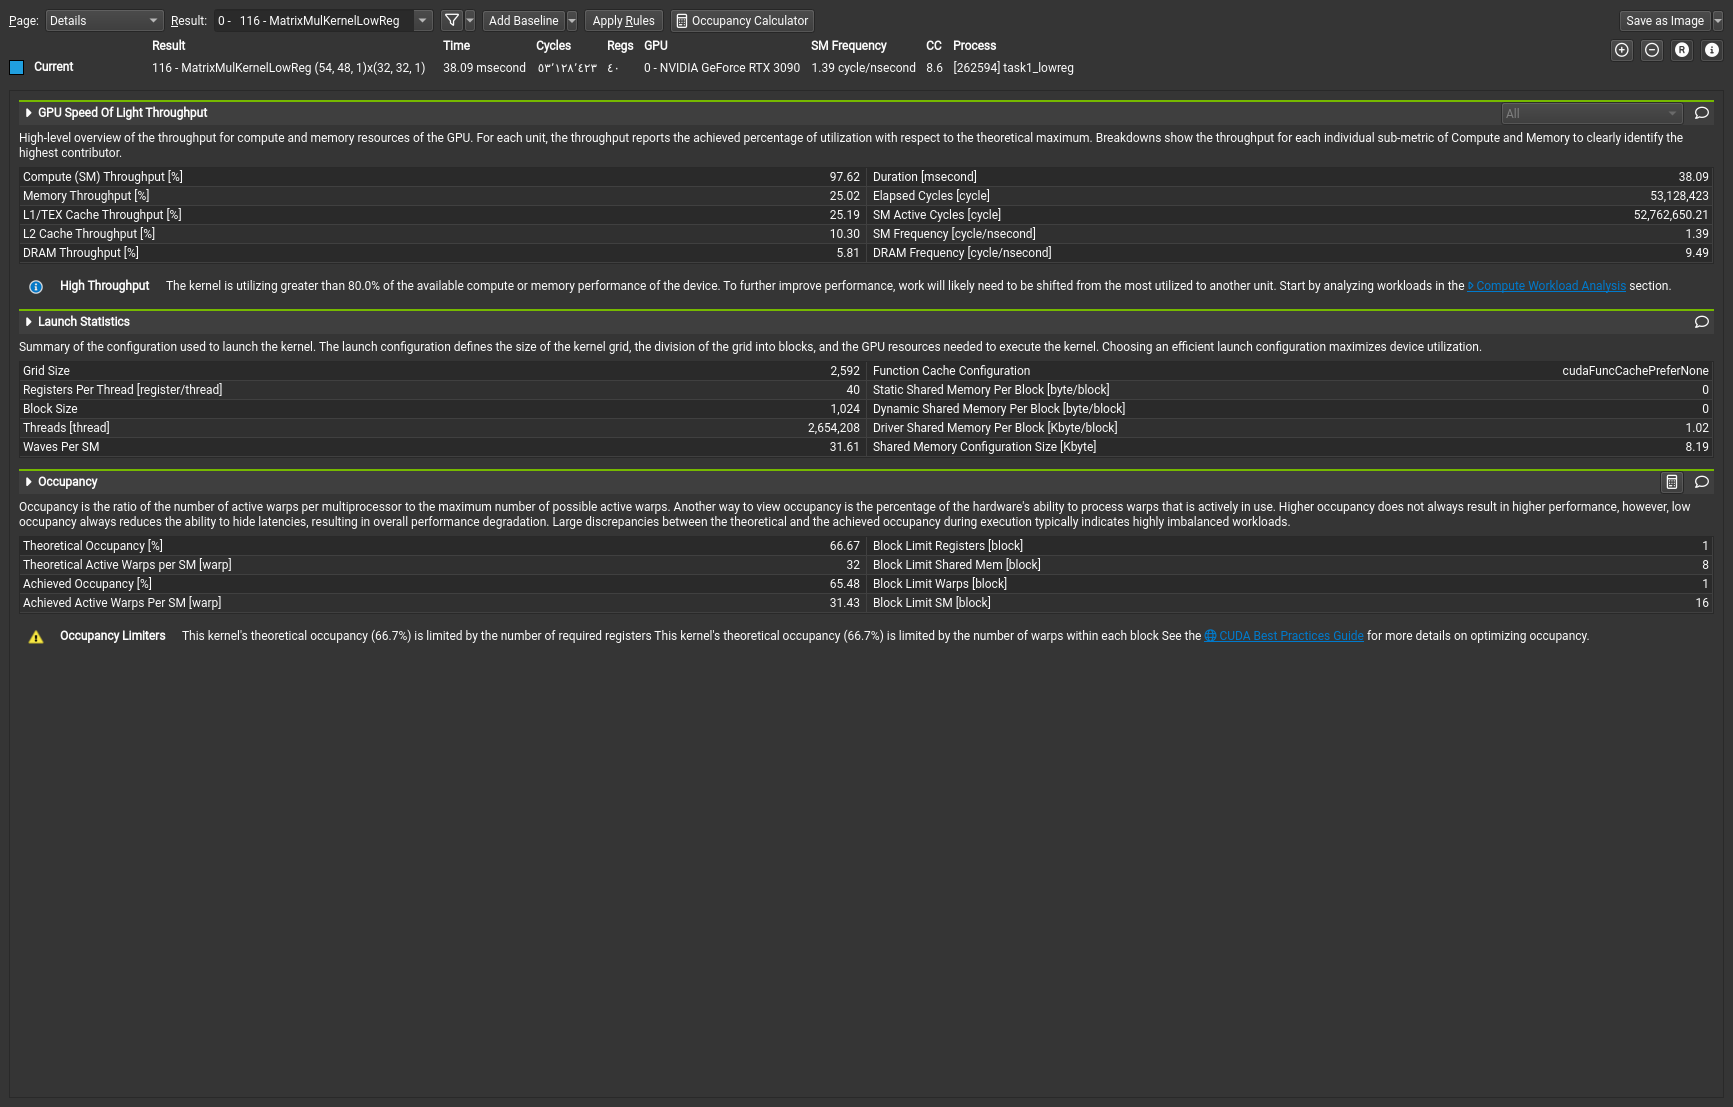 Page: Details Result: 0 - 116 - MatrixMulKernelLowReg Add Baseline Apply Rules Occupancy Calculator Save as Image
Result Time Cycles Regs GPU SM Frequency CC Process
Current 116 - MatrixMulKernelLowReg (54, 48, 1)x(32, 32, 1) 38.09 msecond ٥٣٬١٢٨٬٤٢٣ ٤٠ 0 - NVIDIA GeForce RTX 3090 1.39 cycle/nsecond 8.6 [262594] task1_lowreg
GPU Speed Of Light Throughput All
High-level overview of the throughput for compute and memory resources of the GPU. For each unit, the throughput reports the achieved percentage of utilization with respect to the theoretical maximum. Breakdowns show the throughput for each individual sub-metric of Compute and Memory to clearly identify the
highest contributor.
Compute (SM) Throughput [%] 97.62 Duration [msecond] 38.09
Memory Throughput [%] 25.02 Elapsed Cycles [cycle] 53,128,423
L1/TEX Cache Throughput [%] 25.19 SM Active Cycles [cycle] 52,762,650.21
L2 Cache Throughput [%] 10.30 SM Frequency [cycle/nsecond] 1.39
DRAM Throughput [%] 5.81 DRAM Frequency [cycle/nsecond] 9.49
High Throughput The kernel is utilizing greater than 80.0% of the available compute or memory performance of the device. To further improve performance, work will likely need to be shifted from the most utilized to another unit. Start by analyzing workloads in the Compute Workload Analysis section.
Launch Statistics
Summary of the configuration used to launch the kernel. The launch configuration defines the size of the kernel grid, the division of the grid into blocks, and the GPU resources needed to execute the kernel. Choosing an efficient launch configuration maximizes device utilization.
Grid Size 2,592 Function Cache Configuration cudaFuncCachePreferNone
Registers Per Thread [register/thread] 40 Static Shared Memory Per Block [byte/block] 0
Block Size 1,024 Dynamic Shared Memory Per Block [byte/block] 0
Threads [thread] 2,654,208 Driver Shared Memory Per Block [Kbyte/block] 1.02
Waves Per SM 31.61 Shared Memory Configuration Size [Kbyte] 8.19
Occupancy
Occupancy is the ratio of the number of active warps per multiprocessor to the maximum number of possible active warps. Another way to view occupancy is the percentage of the hardware's ability to process warps that is actively in use. Higher occupancy does not always result in higher performance, however, low
occupancy always reduces the ability to hide latencies, resulting in overall performance degradation. Large discrepancies between the theoretical and the achieved occupancy during execution typically indicates highly imbalanced workloads.
Theoretical Occupancy [%] 66.67 Block Limit Registers [block] 1
Theoretical Active Warps per SM [warp] 32 Block Limit Shared Mem [block] 8
Achieved Occupancy [%] 65.48 Block Limit Warps [block] 1
Achieved Active Warps Per SM [warp] 31.43 Block Limit SM [block] 16
Occupancy Limiters This kernel's theoretical occupancy (66.7%) is limited by the number of required registers This kernel's theoretical occupancy (66.7%) is limited by the number of warps within each block See the CUDA Best Practices Guide for more details on optimizing occupancy.